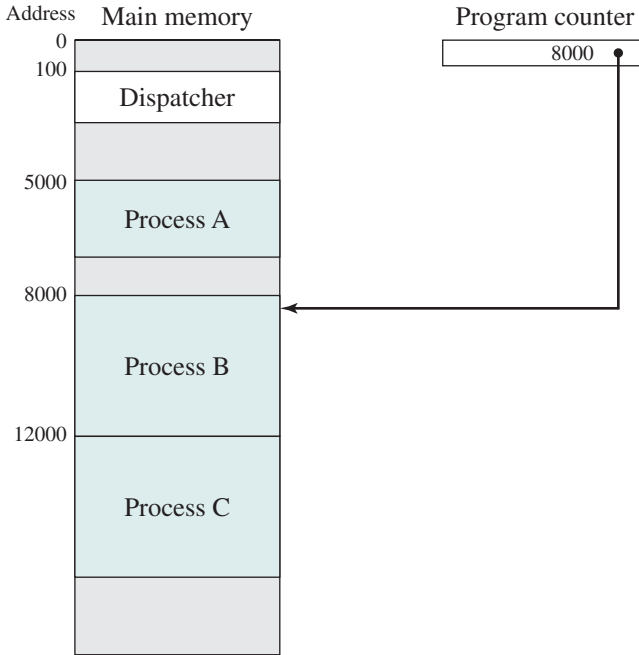 Address
Main memory
Program counter
0
8000
100
Dispatcher
5000
Process A
8000
Process B
12000
Process C